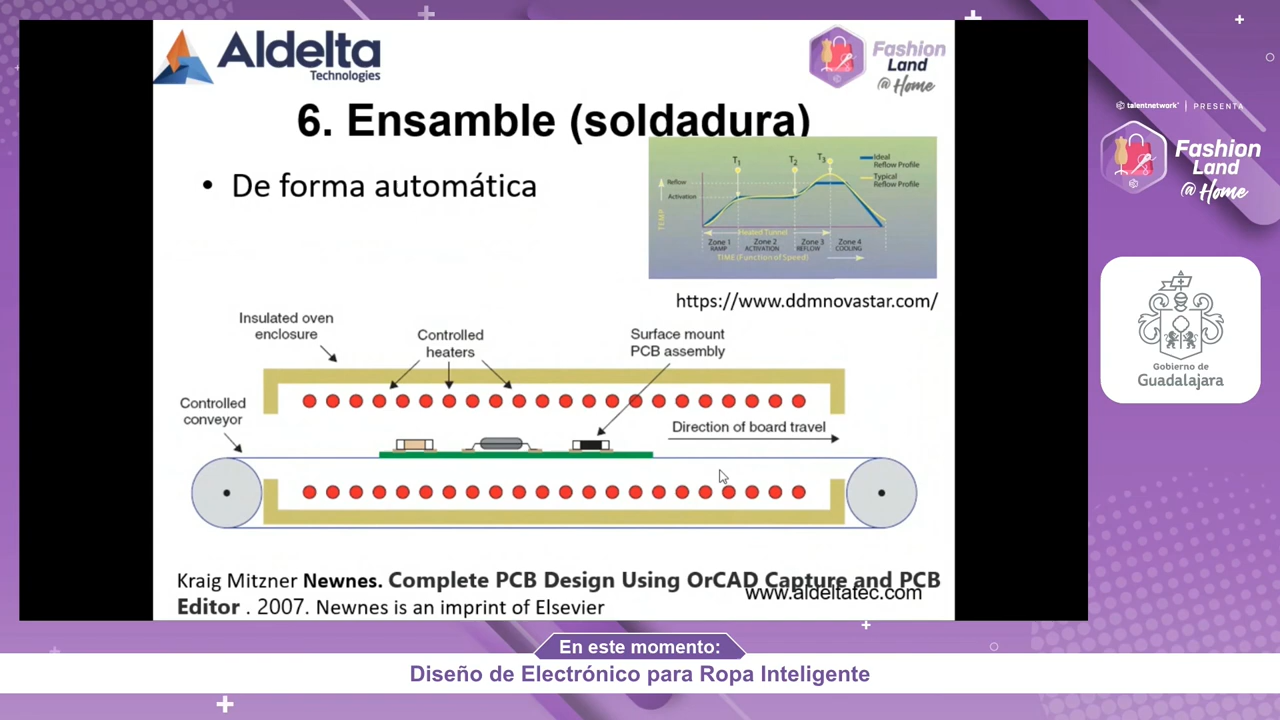 Aldelta
Technologies
Fashion
Land
@ Home
6. Ensamble (soldadura)
• De forma automática
T1
T2
T3
Ideal
Reflow Profile
Typical
Reflow Profile
Reflow
Activation
TEMP
Heated Tunnel
Zone 1
RAMP
Zone 2
ACTIVATION
Zone 3
REFLOW
Zone 4
COOLING
TIME (Function of Speed)
https://www.ddmnovastar.com/
Insulated oven
enclosure
Controlled
heaters
Surface mount
PCB assembly
Controlled
conveyor
Direction of board travel
Kraig Mitzner Newnes. Complete PCB Design Using OrCAD Capture and PCB
Editor . 2007. Newnes is an imprint of Elsevier
www.aldeltatec.com
talentnetwork | PRESENTA
Fashion
Land
@ Home
Gobierno de
Guadalajara
En este momento:
Diseño de Electrónico para Ropa Inteligente